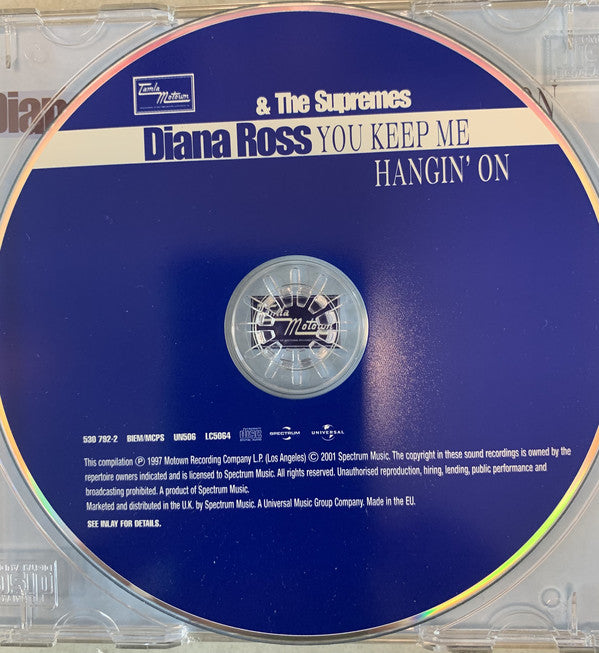 Tamla
Motown
& The Supremes
Diana Ross YOU KEEP ME
HANGIN' ON
Diana
ON
Tamla
Motown
530 792-2 BIEM/MCPS UN506 LC5064 SPECTRUM UNIVERSAL
This compilation Ⓟ 1997 Motown Recording Company L.P. (Los Angeles) © 2001 Spectrum Music. The copyright in these sound recordings is owned by the
repertoire owners indicated and is licensed to Spectrum Music. All rights reserved. Unauthorised reproduction, hiring, lending, public performance and
broadcasting prohibited. A product of Spectrum Music.
Marketed and distributed in the U.K. by Spectrum Music. A Universal Music Group Company. Made in the EU.
SEE INLAY FOR DETAILS.